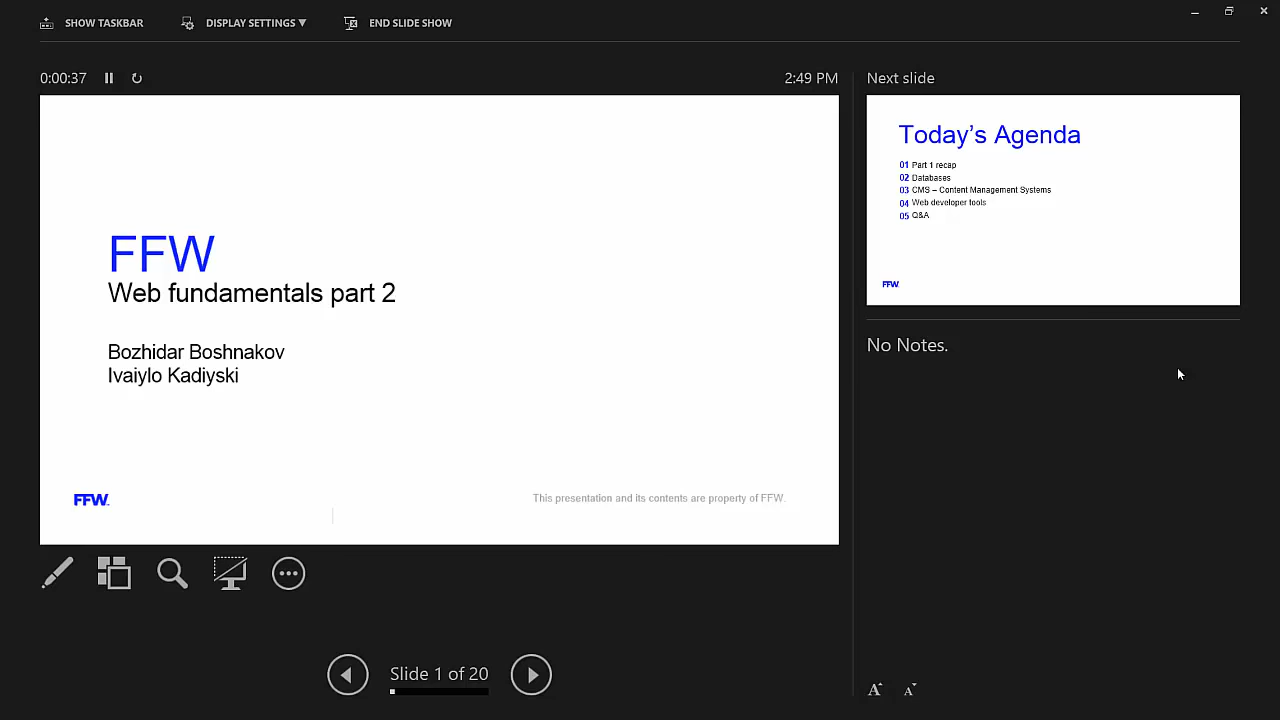 SHOW TASKBAR
DISPLAY SETTINGS ▼
END SLIDE SHOW
0:00:37
2:49 PM
FFW
Web fundamentals part 2
Bozhidar Boshnakov
Ivaiylo Kadiyski
FFW.
This presentation and its contents are property of FFW.
Slide 1 of 20
Next slide
Today's Agenda
01 Part 1 recap
02 Databases
03 CMS – Content Management Systems
04 Web developer tools
05 Q&A
FFW.
No Notes.
A A